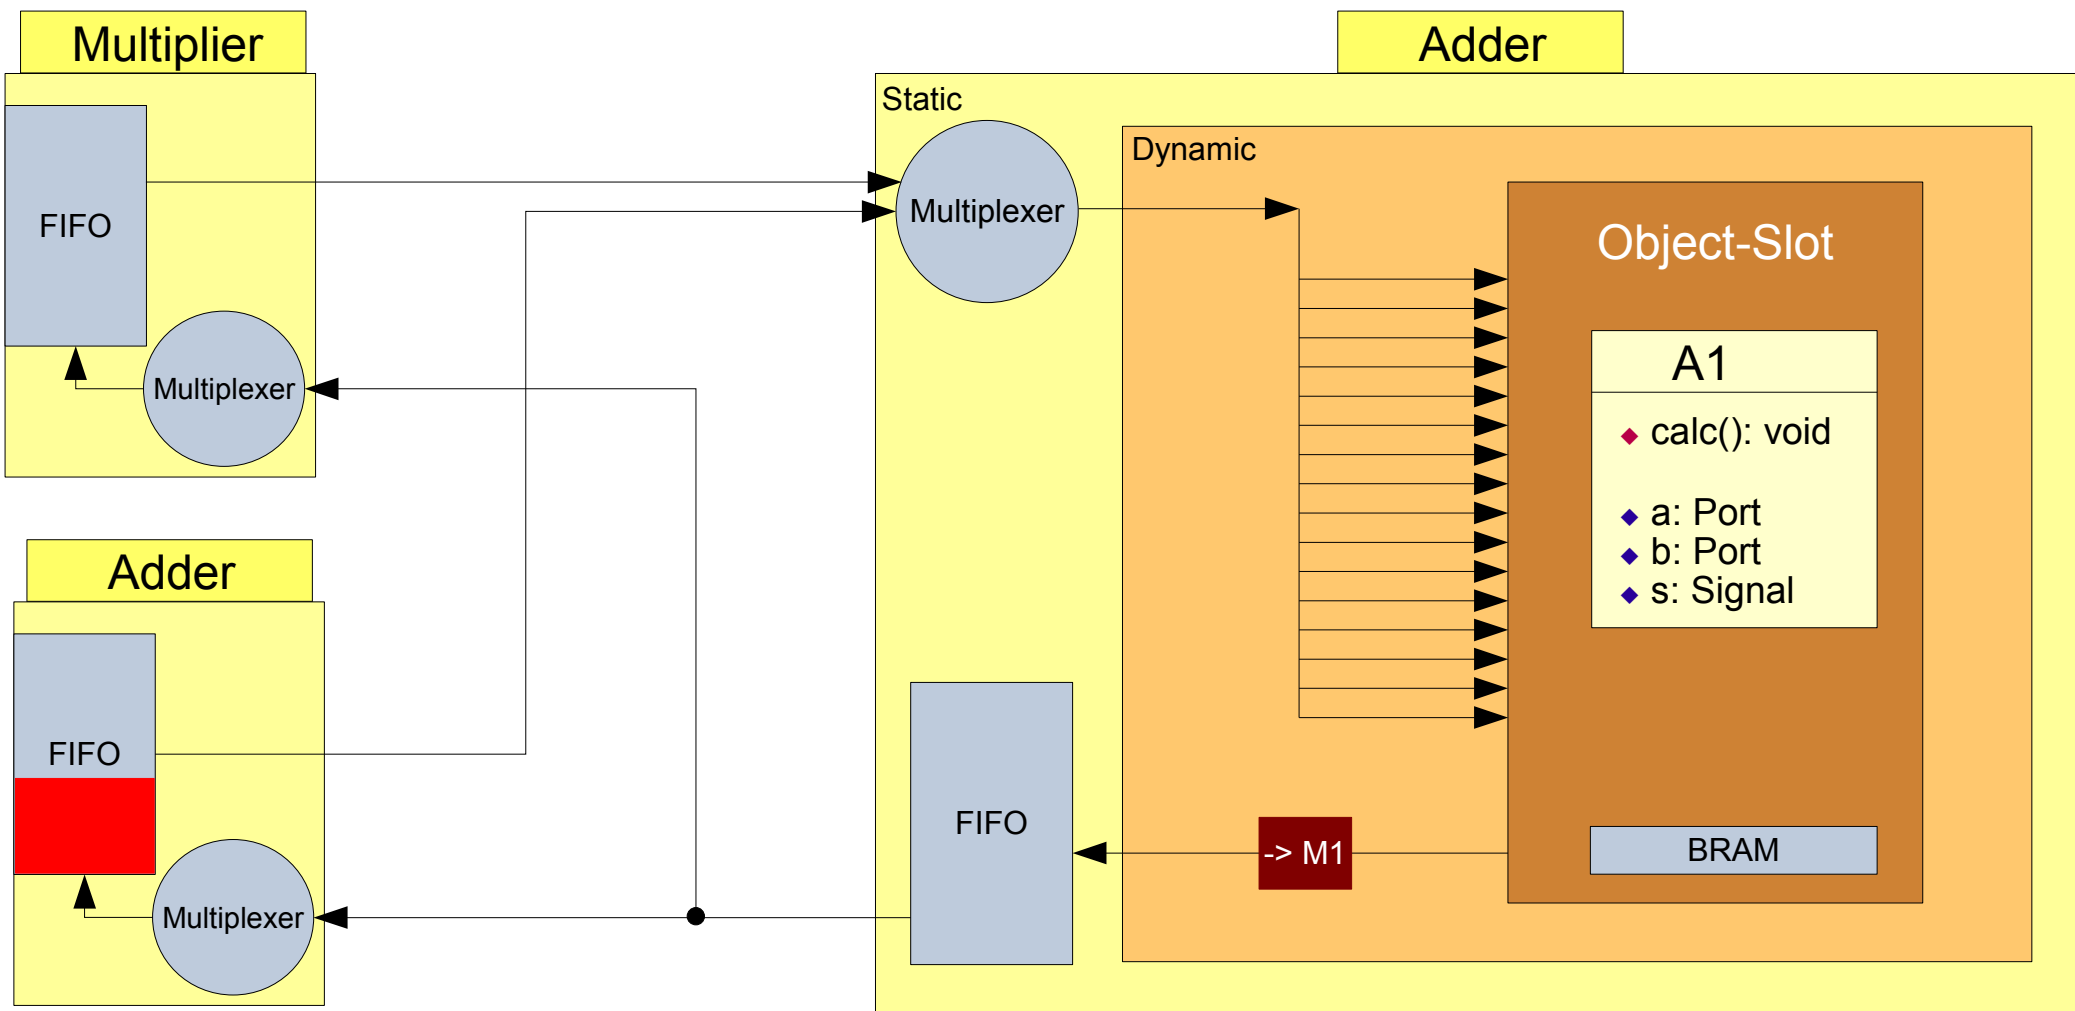 Multiplier
FIFO
Multiplexer
Adder
FIFO
Multiplexer
Adder
Static
Multiplexer
FIFO
Dynamic
-> M1
Object-Slot
A1
calc(): void
a: Port
b: Port
s: Signal
BRAM